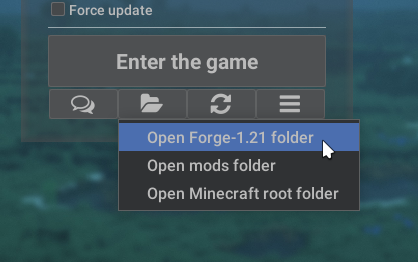 Force update
Enter the game
Open Forge-1.21 folder
Open mods folder
Open Minecraft root folder